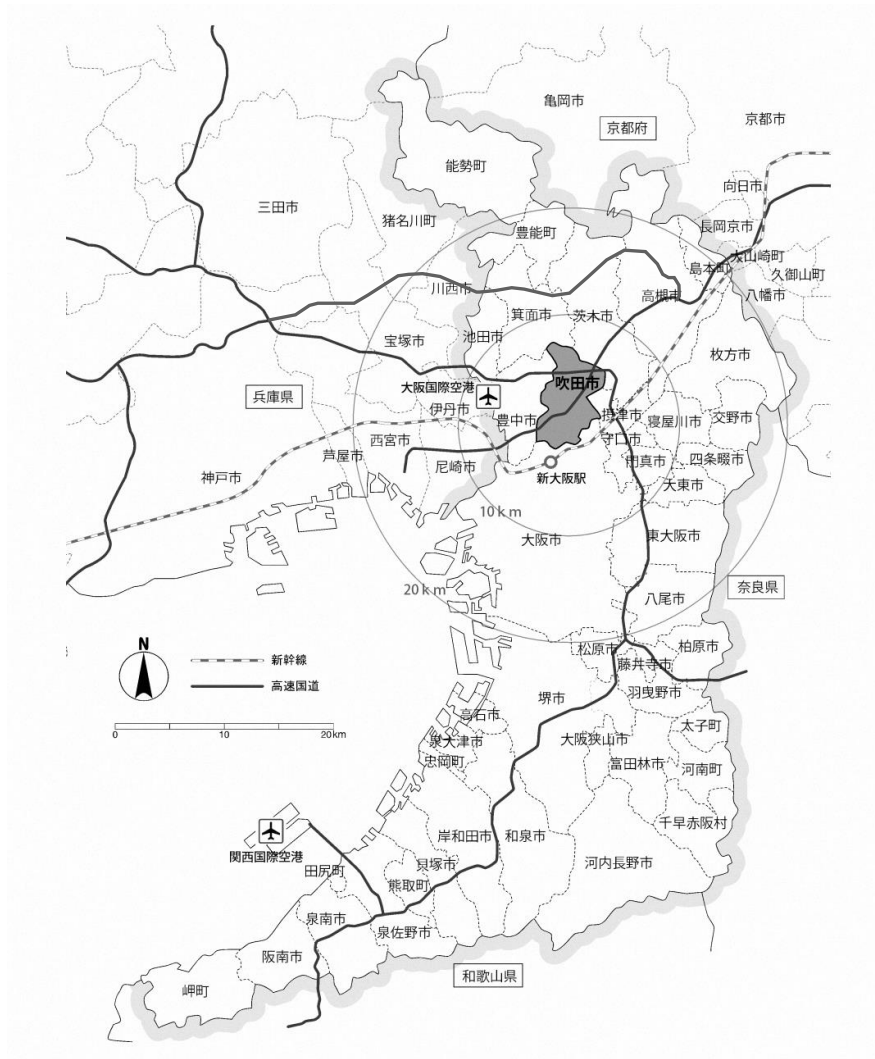 亀岡市
京都府
京都市
能勢町
向日市
三田市
猪名川町
豊能町
長岡京市
大山崎町
島本町
久御山町
川西市
高槻市
八幡市
箕面市
茨木市
池田市
宝塚市
枚方市
吹田市
大阪国際空港
兵庫県
伊丹市
豊中市
摂津市
寝屋川市
交野市
西宮市
守口市
芦屋市
尼崎市
門真市
四条畷市
神戸市
新大阪駅
大東市
10km
大阪市
東大阪市
20km
奈良県
八尾市
N
新幹線
高速国道
松原市
柏原市
藤井寺市
堺市
羽曳野市
高石市
太子町
0
10
20km
泉大津市
大阪狭山市
忠岡町
富田林市
河南町
千早赤阪村
関西国際空港
岸和田市
和泉市
貝塚市
河内長野市
田尻町
熊取町
泉南市
泉佐野市
阪南市
和歌山県
岬町